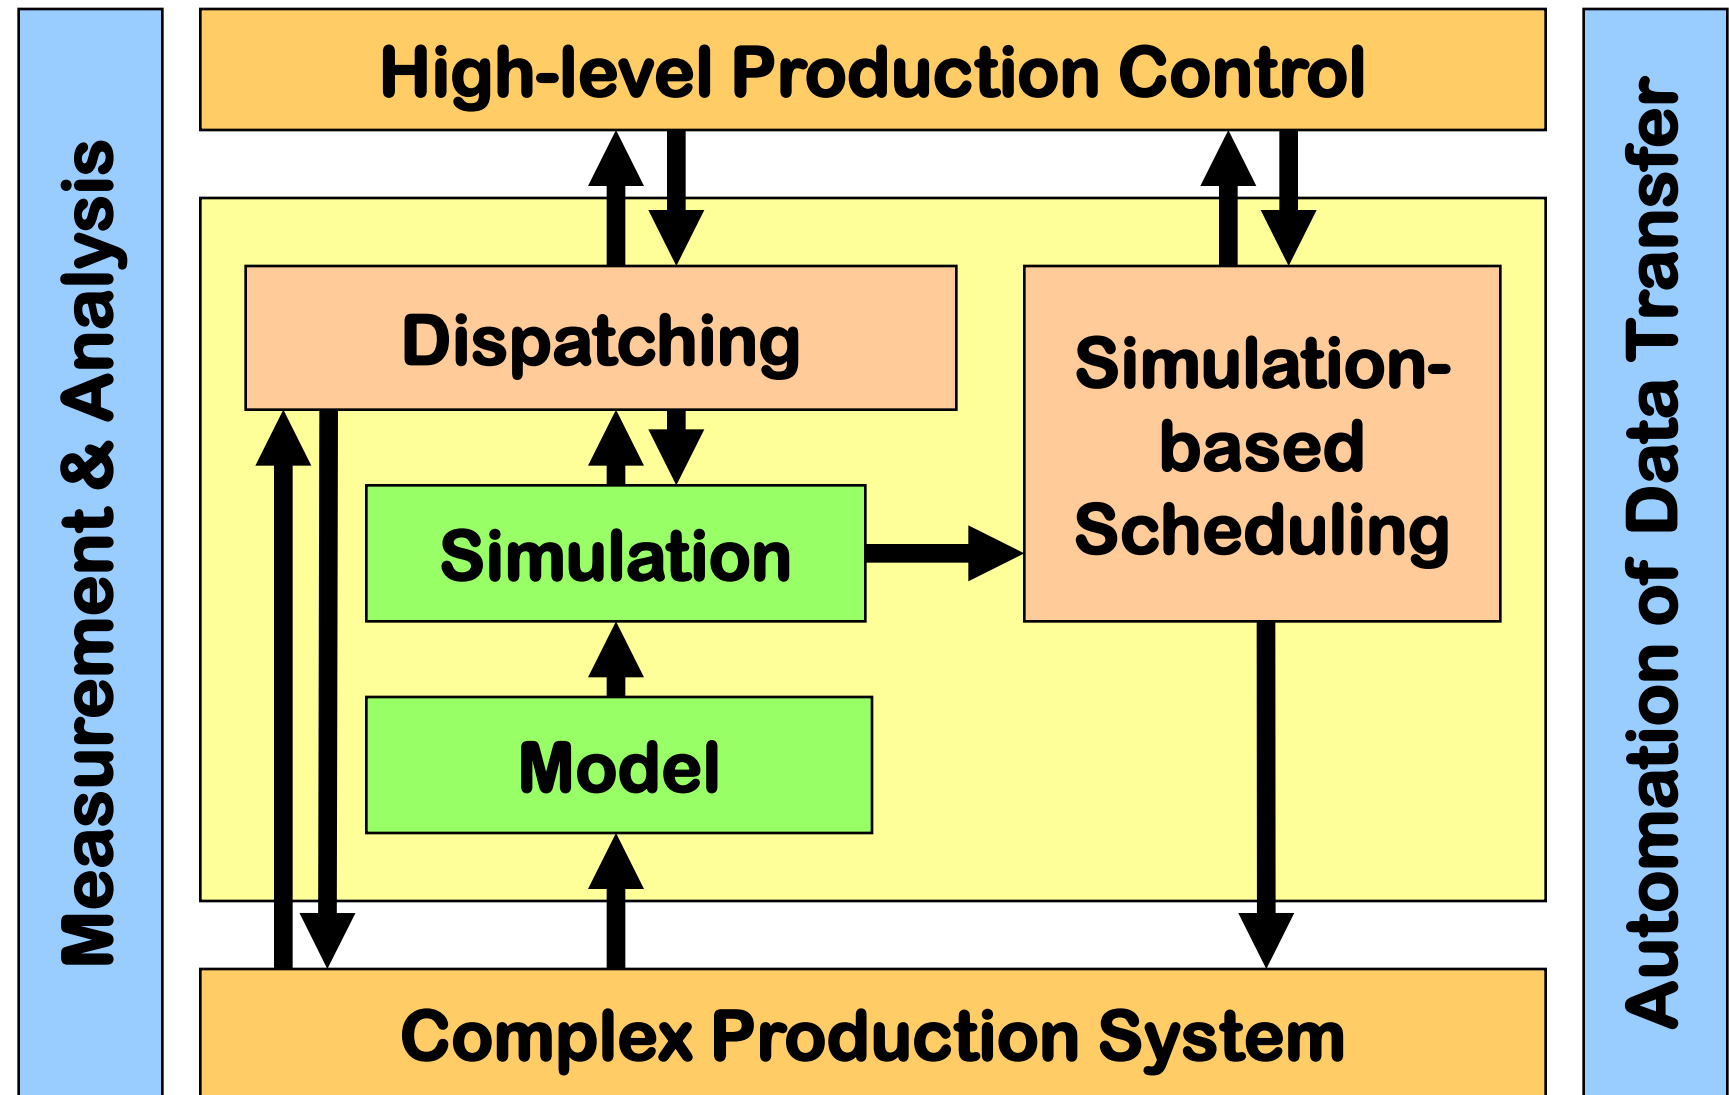 Measurement & Analysis
High-level Production Control
Dispatching
Simulation-
based
Scheduling
Simulation
Model
Complex Production System
Automation of Data Transfer